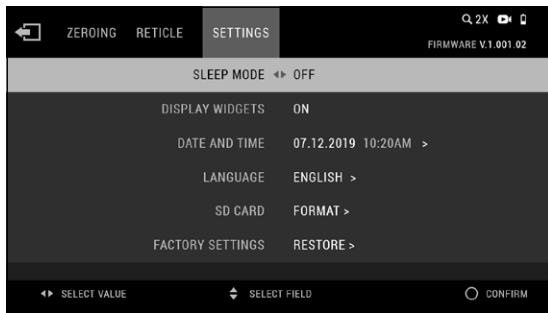 ZEROING RETICLE SETTINGS 2X
FIRMWARE V.1.001.02
SLEEP MODE OFF
DISPLAY WIDGETS ON
DATE AND TIME 07.12.2019 10:20AM >
LANGUAGE ENGLISH >
SD CARD FORMAT >
FACTORY SETTINGS RESTORE >
SELECT VALUE SELECT FIELD CONFIRM